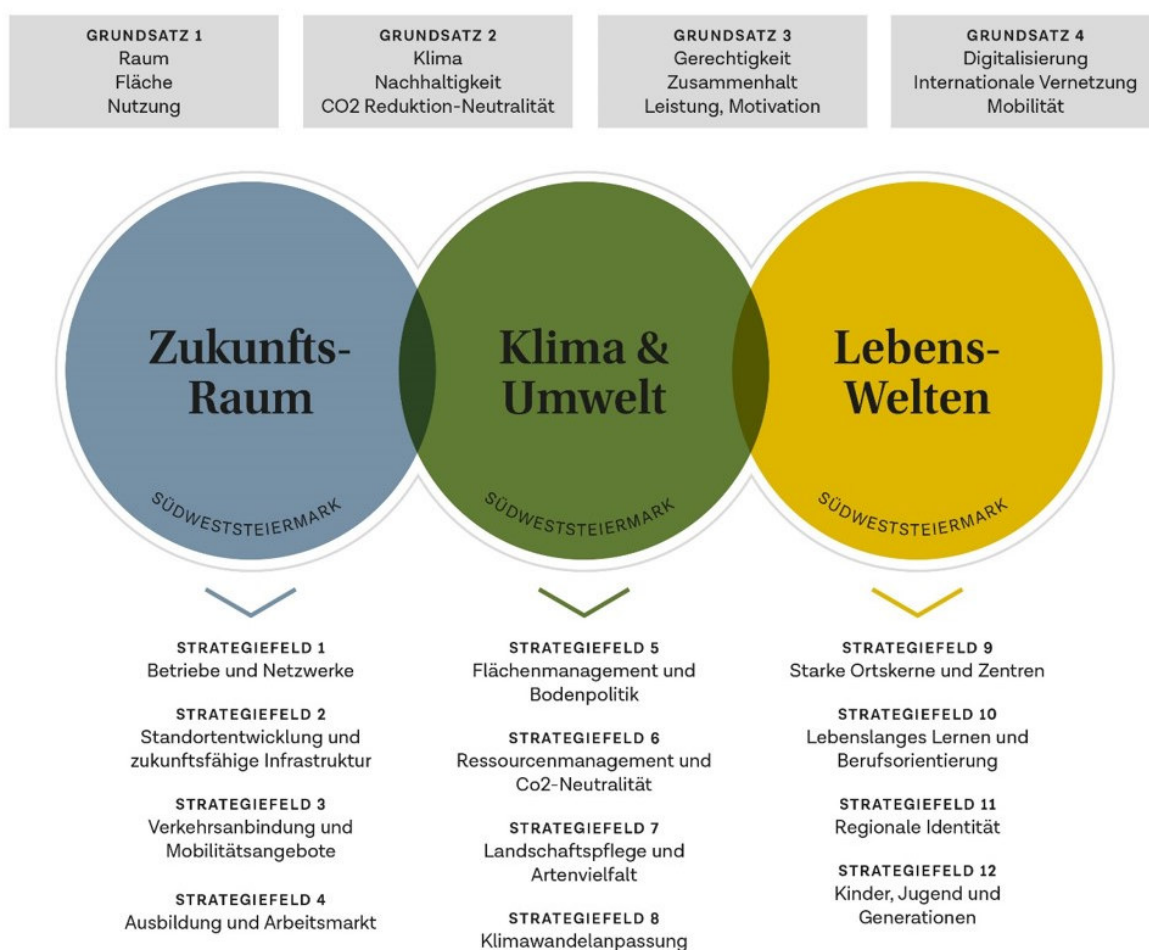 GRUNDSATZ 1
Raum
Fläche
Nutzung
GRUNDSATZ 2
Klima
Nachhaltigkeit
CO2 Reduktion-Neutralität
GRUNDSATZ 3
Gerechtigkeit
Zusammenhalt
Leistung, Motivation
GRUNDSATZ 4
Digitalisierung
Internationale Vernetzung
Mobilität
Zukunfts-
Raum
SÜDWESTSTEIERMARK
Klima &
Umwelt
SÜDWESTSTEIERMARK
Lebens-
Welten
SÜDWESTSTEIERMARK
STRATEGIEFELD 1
Betriebe und Netzwerke
STRATEGIEFELD 2
Standortentwicklung und
zukunftsfähige Infrastruktur
STRATEGIEFELD 3
Verkehrsanbindung und
Mobilitätsangebote
STRATEGIEFELD 4
Ausbildung und Arbeitsmarkt
STRATEGIEFELD 5
Flächenmanagement und
Bodenpolitik
STRATEGIEFELD 6
Ressourcenmanagement und
Co2-Neutralität
STRATEGIEFELD 7
Landschaftspflege und
Artenvielfalt
STRATEGIEFELD 8
Klimawandelanpassung
STRATEGIEFELD 9
Starke Ortskerne und Zentren
STRATEGIEFELD 10
Lebenslanges Lernen und
Berufsorientierung
STRATEGIEFELD 11
Regionale Identität
STRATEGIEFELD 12
Kinder, Jugend und
Generationen